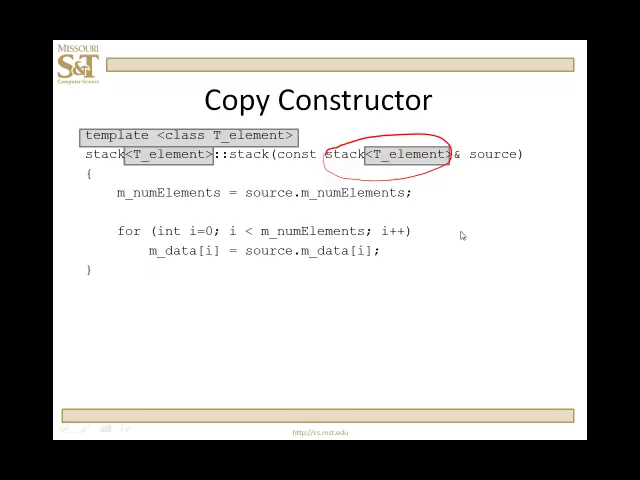 MISSOURI
S&T
Computer Science
Copy Constructor
template <class T_element>
stack<T_element>::stack(const stack<T_element>& source)
{
m_numElements = source.m_numElements;
for (int i=0; i < m_numElements; i++)
m_data[i] = source.m_data[i];
}
http://cs.mst.edu